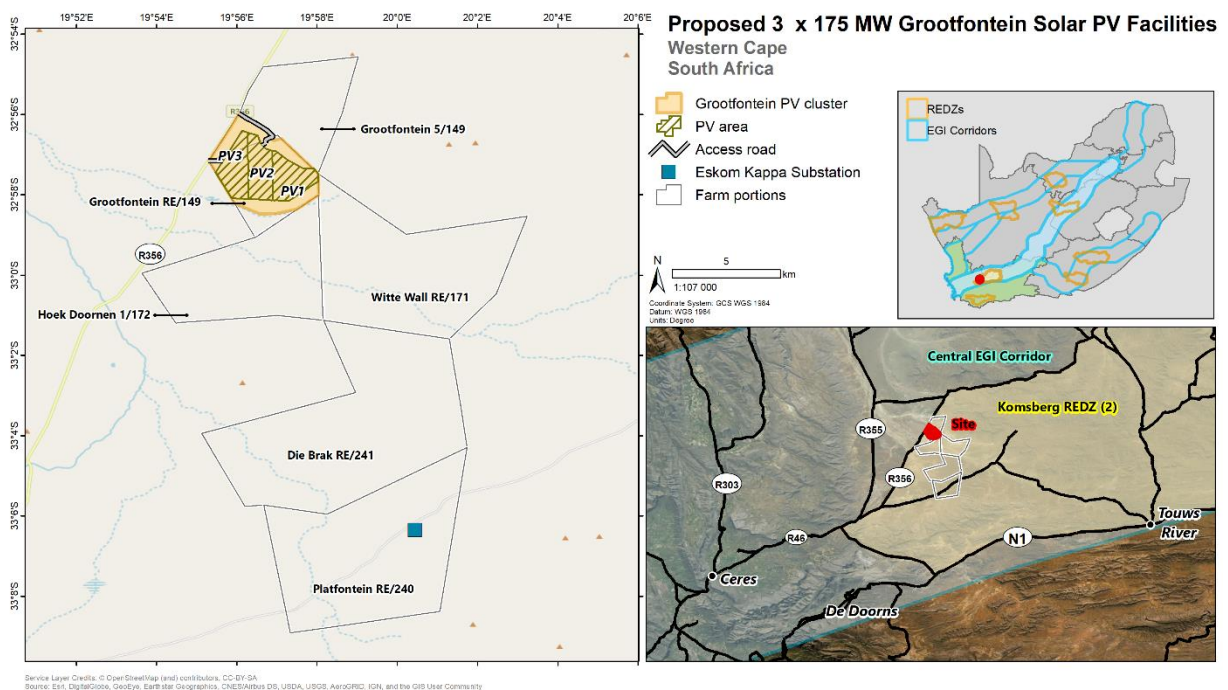 19°52'E
19°54'E
19°56'E
19°58'E
20°0'E
20°2'E
20°4'E
20°6'E
32°54'S
32°56'S
32°58'S
33°0'S
33°2'S
33°4'S
33°6'S
33°8'S
Grootfontein 5/149
PV3
PV2
PV1
Grootfontein RE/149
R356
Witte Wall RE/171
Hoek Doornen 1/172
Die Brak RE/241
Platfontein RE/240
Proposed 3 x 175 MW Grootfontein Solar PV Facilities
Western Cape
South Africa
Grootfontein PV cluster
PV area
Access road
Eskom Kappa Substation
Farm portions
N
5
km
1:107 000
Coordinate System: GCS WGS 1984
Datum: WGS 1984
Units: Degree
REDZs
EGI Corridors
Central EGI Corridor
Komsberg REDZ (2)
Site
R355
R356
R303
R46
N1
Touws
River
Ceres
De Doorns
Service Layer Credits: © OpenStreetMap (and) contributors, CC-BY-SA
Source: Esri, DigitalGlobe, GeoEye, Earthstar Geographics, CNES/Airbus DS, USDA, USGS, AeroGRID, IGN, and the GIS User Community